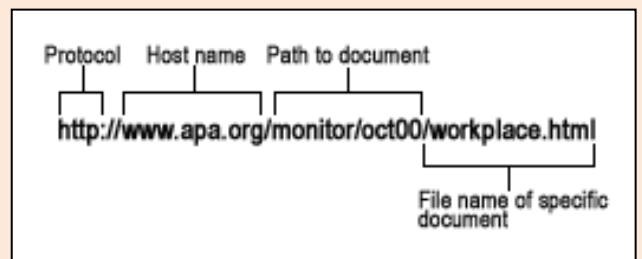 Protocol Host name Path to document
http://www.apa.org/monitor/oct00/workplace.html
File name of specific
document